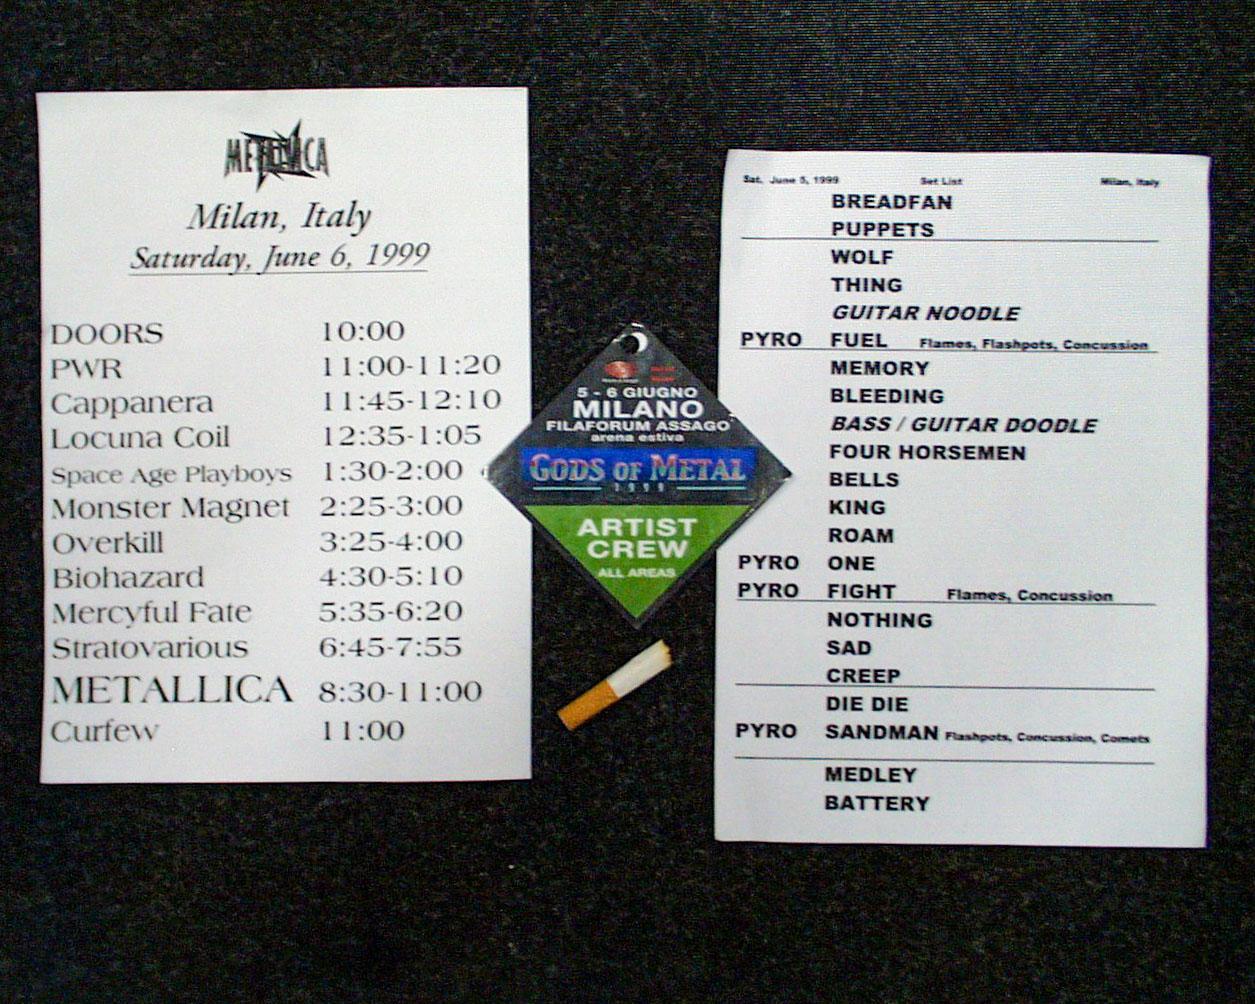 METALLICA
Milan, Italy
Saturday, June 6, 1999
DOORS 10:00
PWR 11:00-11:20
Cappanera 11:45-12:10
Locuna Coil 12:35-1:05
Space Age Playboys 1:30-2:00
Monster Magnet 2:25-3:00
Overkill 3:25-4:00
Biohazard 4:30-5:10
Mercyful Fate 5:35-6:20
Stratovarious 6:45-7:55
METALLICA 8:30-11:00
Curfew 11:00
5 - 6 GIUGNO
MILANO
FILAFORUM ASSAGO
arena estiva
GODS OF METAL
1999
ARTIST
CREW
ALL AREAS
Sat, June 5, 1999 Set List Milan, Italy
BREADFAN
PUPPETS
WOLF
THING
GUITAR NOODLE
PYRO FUEL Flames, Flashpots, Concussion
MEMORY
BLEEDING
BASS / GUITAR DOODLE
FOUR HORSEMEN
BELLS
KING
ROAM
PYRO ONE
PYRO FIGHT Flames, Concussion
NOTHING
SAD
CREEP
DIE DIE
PYRO SANDMAN Flashpots, Concussion, Comets
MEDLEY
BATTERY